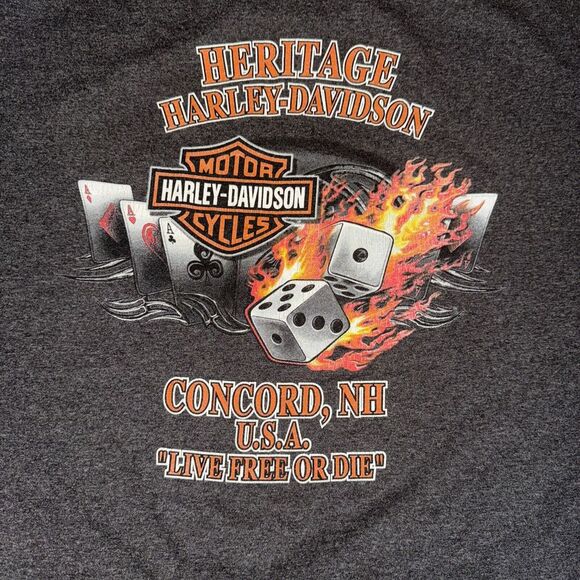 HERITAGE
HARLEY-DAVIDSON
MOTOR
HARLEY-DAVIDSON
CYCLES
A
A
A
CONCORD, NH
U.S.A.
"LIVE FREE OR DIE"